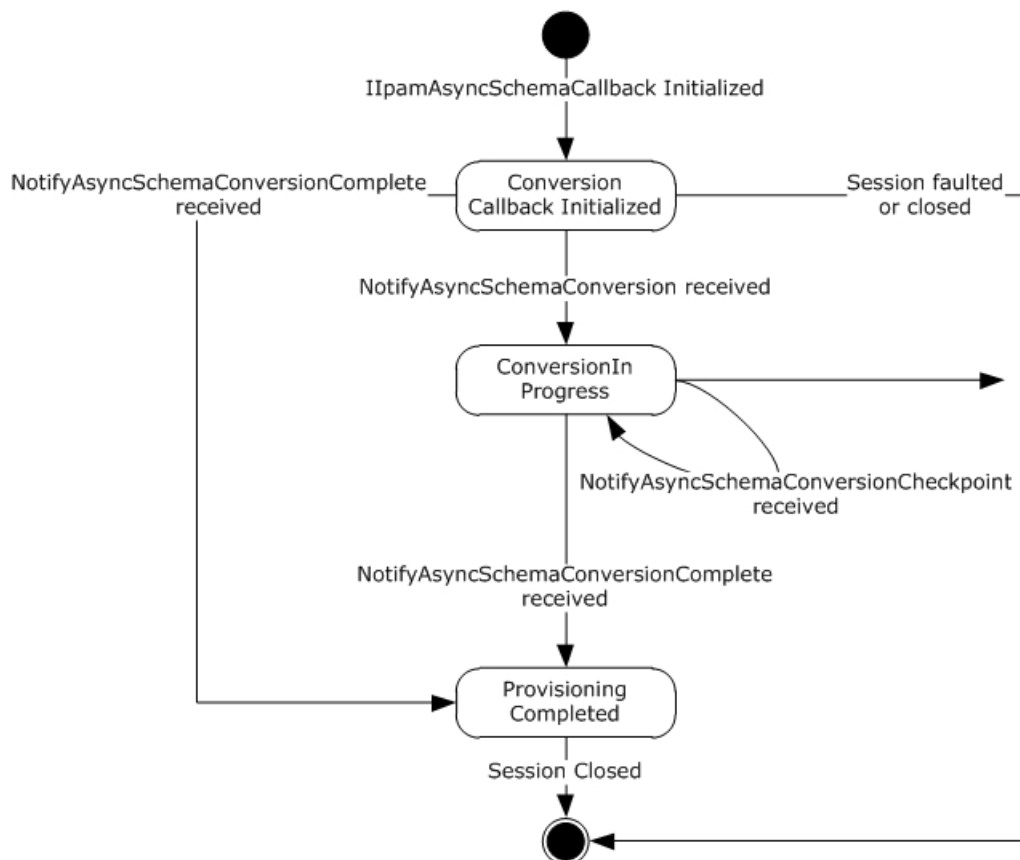 IIpamAsyncSchemaCallback Initialized
NotifyAsyncSchemaConversionComplete
received
Conversion
Callback Initialized
Session faulted
or closed
NotifyAsyncSchemaConversion received
ConversionIn
Progress
NotifyAsyncSchemaConversionCheckpoint
received
NotifyAsyncSchemaConversionComplete
received
Provisioning
Completed
Session Closed